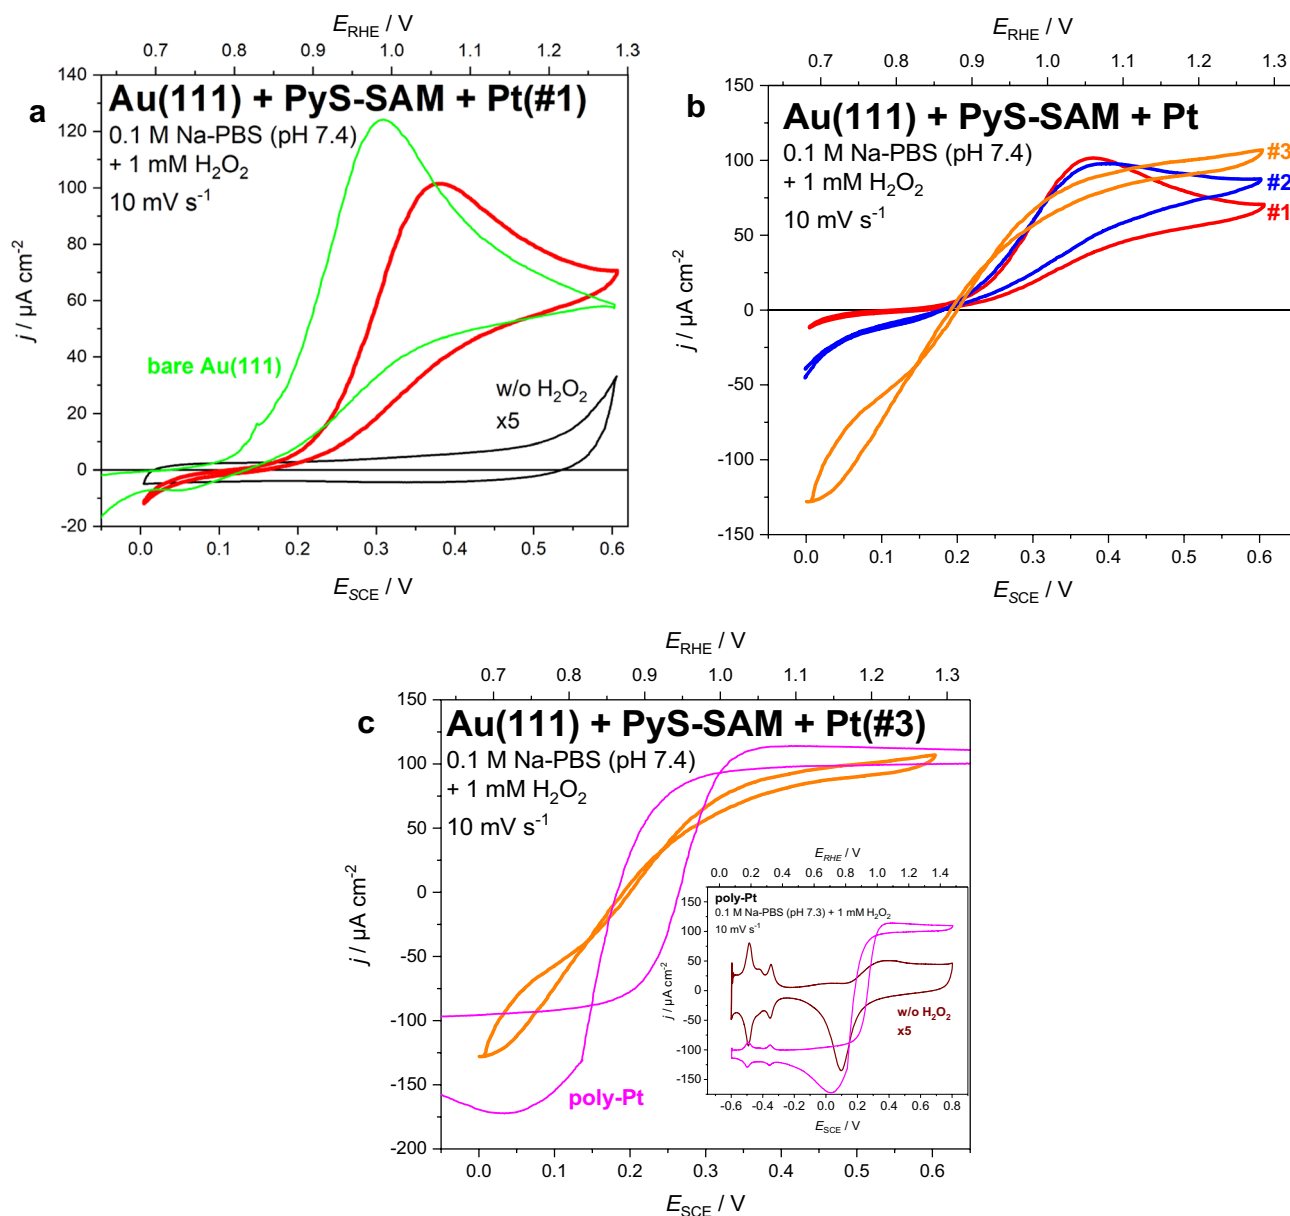 E_RHE / V
0.7 0.8 0.9 1.0 1.1 1.2 1.3
a
Au(111) + PyS-SAM + Pt(#1)
0.1 M Na-PBS (pH 7.4)
+ 1 mM H₂O₂
10 mV s⁻¹
bare Au(111)
w/o H₂O₂
x5
j / µA cm⁻²
140
120
100
80
60
40
20
0
-20
0.0 0.1 0.2 0.3 0.4 0.5 0.6
E_SCE / V
E_RHE / V
0.7 0.8 0.9 1.0 1.1 1.2 1.3
b
Au(111) + PyS-SAM + Pt
0.1 M Na-PBS (pH 7.4)
+ 1 mM H₂O₂
10 mV s⁻¹
#3
#2
#1
j / µA cm⁻²
150
100
50
0
-50
-100
-150
0.0 0.1 0.2 0.3 0.4 0.5 0.6
E_SCE / V
E_RHE / V
0.7 0.8 0.9 1.0 1.1 1.2 1.3
c
Au(111) + PyS-SAM + Pt(#3)
0.1 M Na-PBS (pH 7.4)
+ 1 mM H₂O₂
10 mV s⁻¹
poly-Pt
j / µA cm⁻²
150
100
50
0
-50
-100
-150
-200
0.0 0.1 0.2 0.3 0.4 0.5 0.6
E_SCE / V
E_RHE / V
0.0 0.2 0.4 0.6 0.8 1.0 1.2 1.4
poly-Pt
0.1 M Na-PBS (pH 7.3) + 1 mM H₂O₂
10 mV s⁻¹
w/o H₂O₂
x5
j / µA cm⁻²
150
100
50
0
-50
-100
-150
-0.6 -0.4 -0.2 0.0 0.2 0.4 0.6 0.8
E_SCE / V